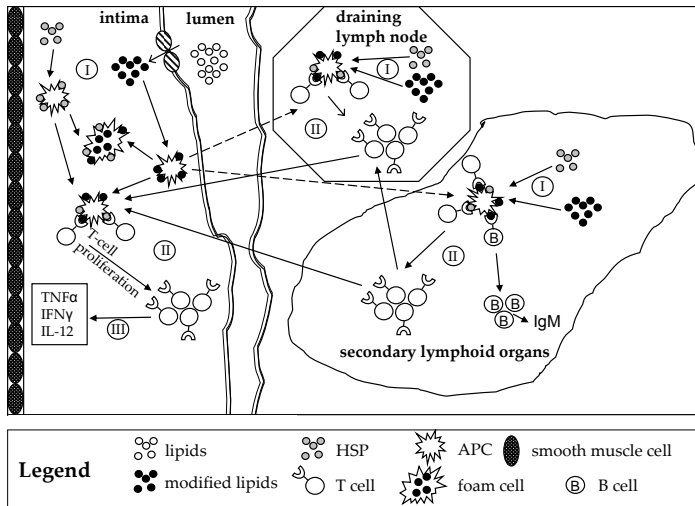 intima
lumen
draining
lymph node
I
I
II
I
II
T-cell
proliferation
II
B
TNFα
IFNγ
IL-12
III
B B
B
IgM
secondary lymphoid organs
Legend
lipids
HSP
APC
smooth muscle cell
modified lipids
T cell
foam cell
B
B cell